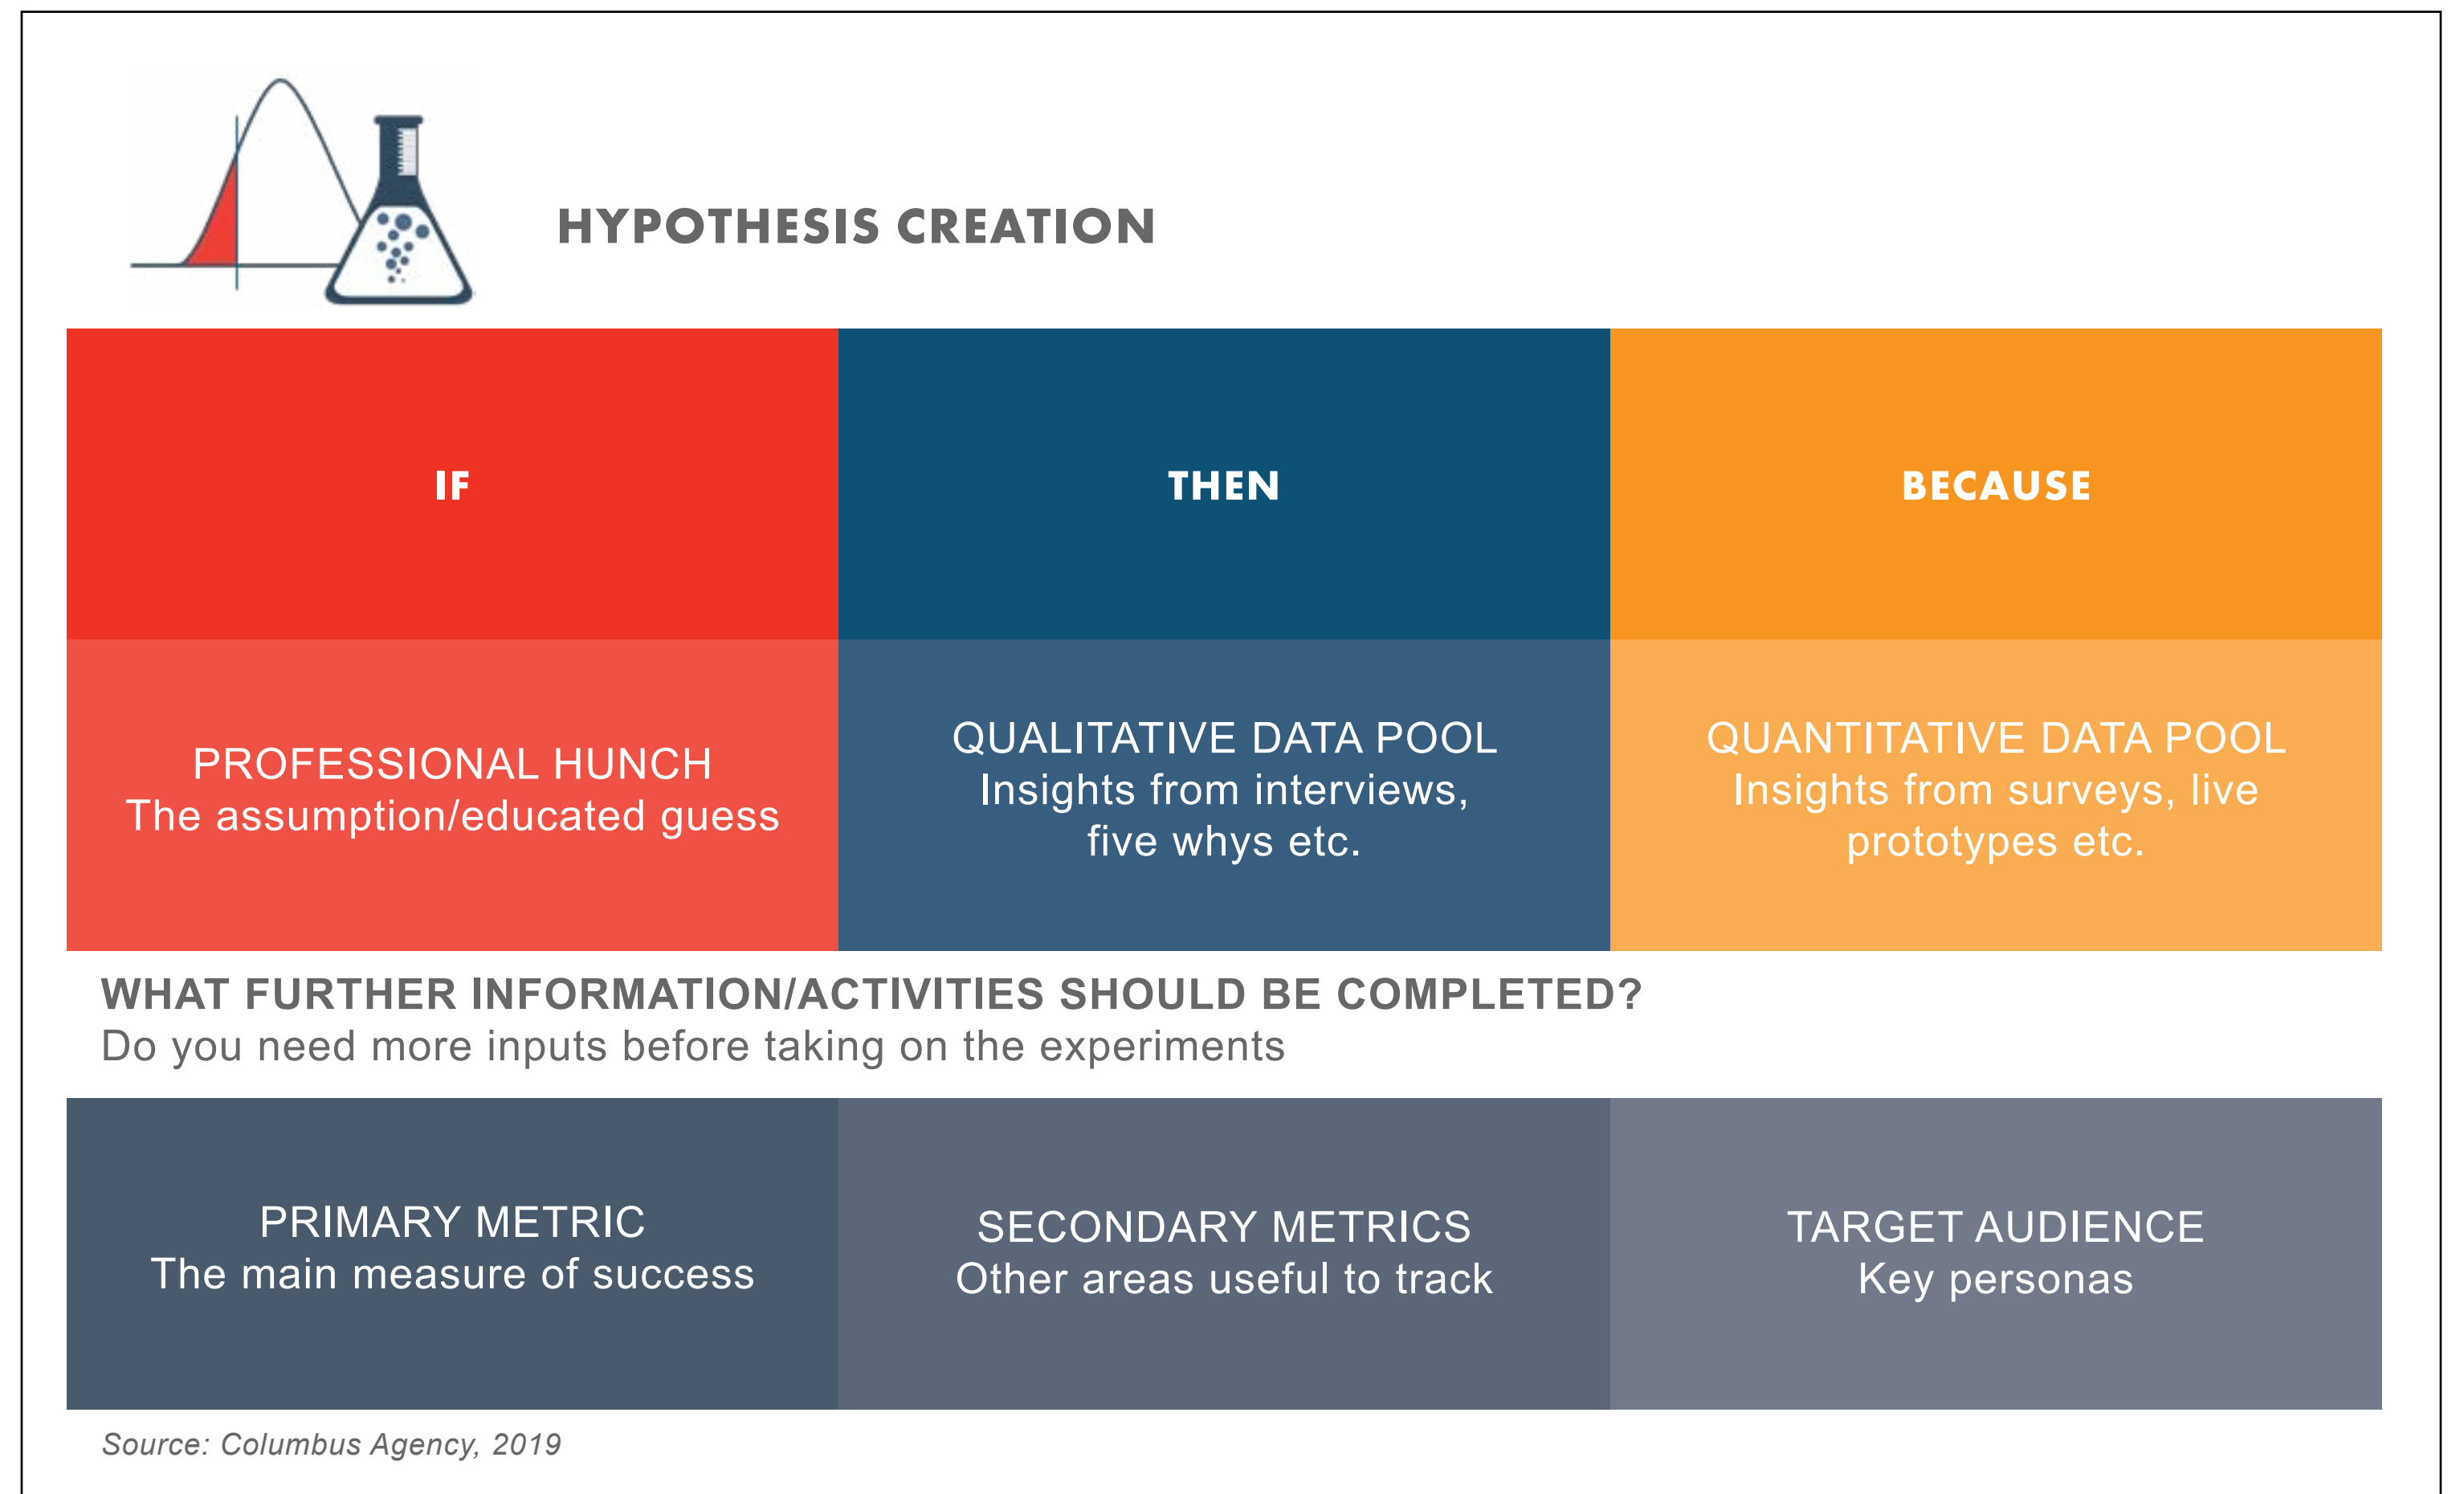 HYPOTHESIS CREATION
IF
THEN
BECAUSE
PROFESSIONAL HUNCH
The assumption/educated guess
QUALITATIVE DATA POOL
Insights from interviews,
five whys etc.
QUANTITATIVE DATA POOL
Insights from surveys, live
prototypes etc.
WHAT FURTHER INFORMATION/ACTIVITIES SHOULD BE COMPLETED?
Do you need more inputs before taking on the experiments
PRIMARY METRIC
The main measure of success
SECONDARY METRICS
Other areas useful to track
TARGET AUDIENCE
Key personas
Source: Columbus Agency, 2019